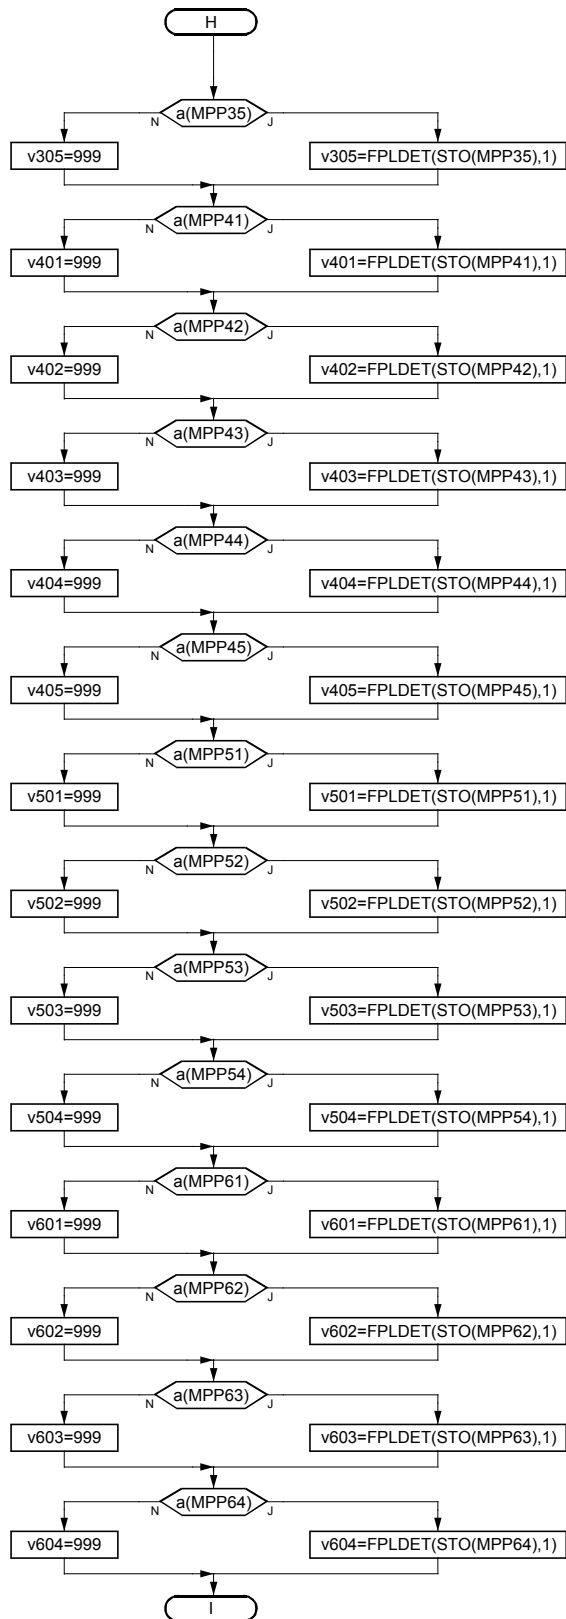 H
a(MPP35)
N J
v305=999 v305=FPLDET(STO(MPP35),1)
a(MPP41)
N J
v401=999 v401=FPLDET(STO(MPP41),1)
a(MPP42)
N J
v402=999 v402=FPLDET(STO(MPP42),1)
a(MPP43)
N J
v403=999 v403=FPLDET(STO(MPP43),1)
a(MPP44)
N J
v404=999 v404=FPLDET(STO(MPP44),1)
a(MPP45)
N J
v405=999 v405=FPLDET(STO(MPP45),1)
a(MPP51)
N J
v501=999 v501=FPLDET(STO(MPP51),1)
a(MPP52)
N J
v502=999 v502=FPLDET(STO(MPP52),1)
a(MPP53)
N J
v503=999 v503=FPLDET(STO(MPP53),1)
a(MPP54)
N J
v504=999 v504=FPLDET(STO(MPP54),1)
a(MPP61)
N J
v601=999 v601=FPLDET(STO(MPP61),1)
a(MPP62)
N J
v602=999 v602=FPLDET(STO(MPP62),1)
a(MPP63)
N J
v603=999 v603=FPLDET(STO(MPP63),1)
a(MPP64)
N J
v604=999 v604=FPLDET(STO(MPP64),1)
I